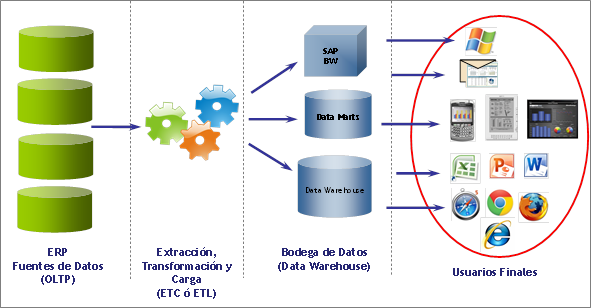 SAP
BW
Data Marts
Data Warehouse
ERP
Fuentes de Datos
(OLTP)
Extracción,
Transformación y
Carga
(ETC ó ETL)
Bodega de Datos
(Data Warehouse)
Usuarios Finales